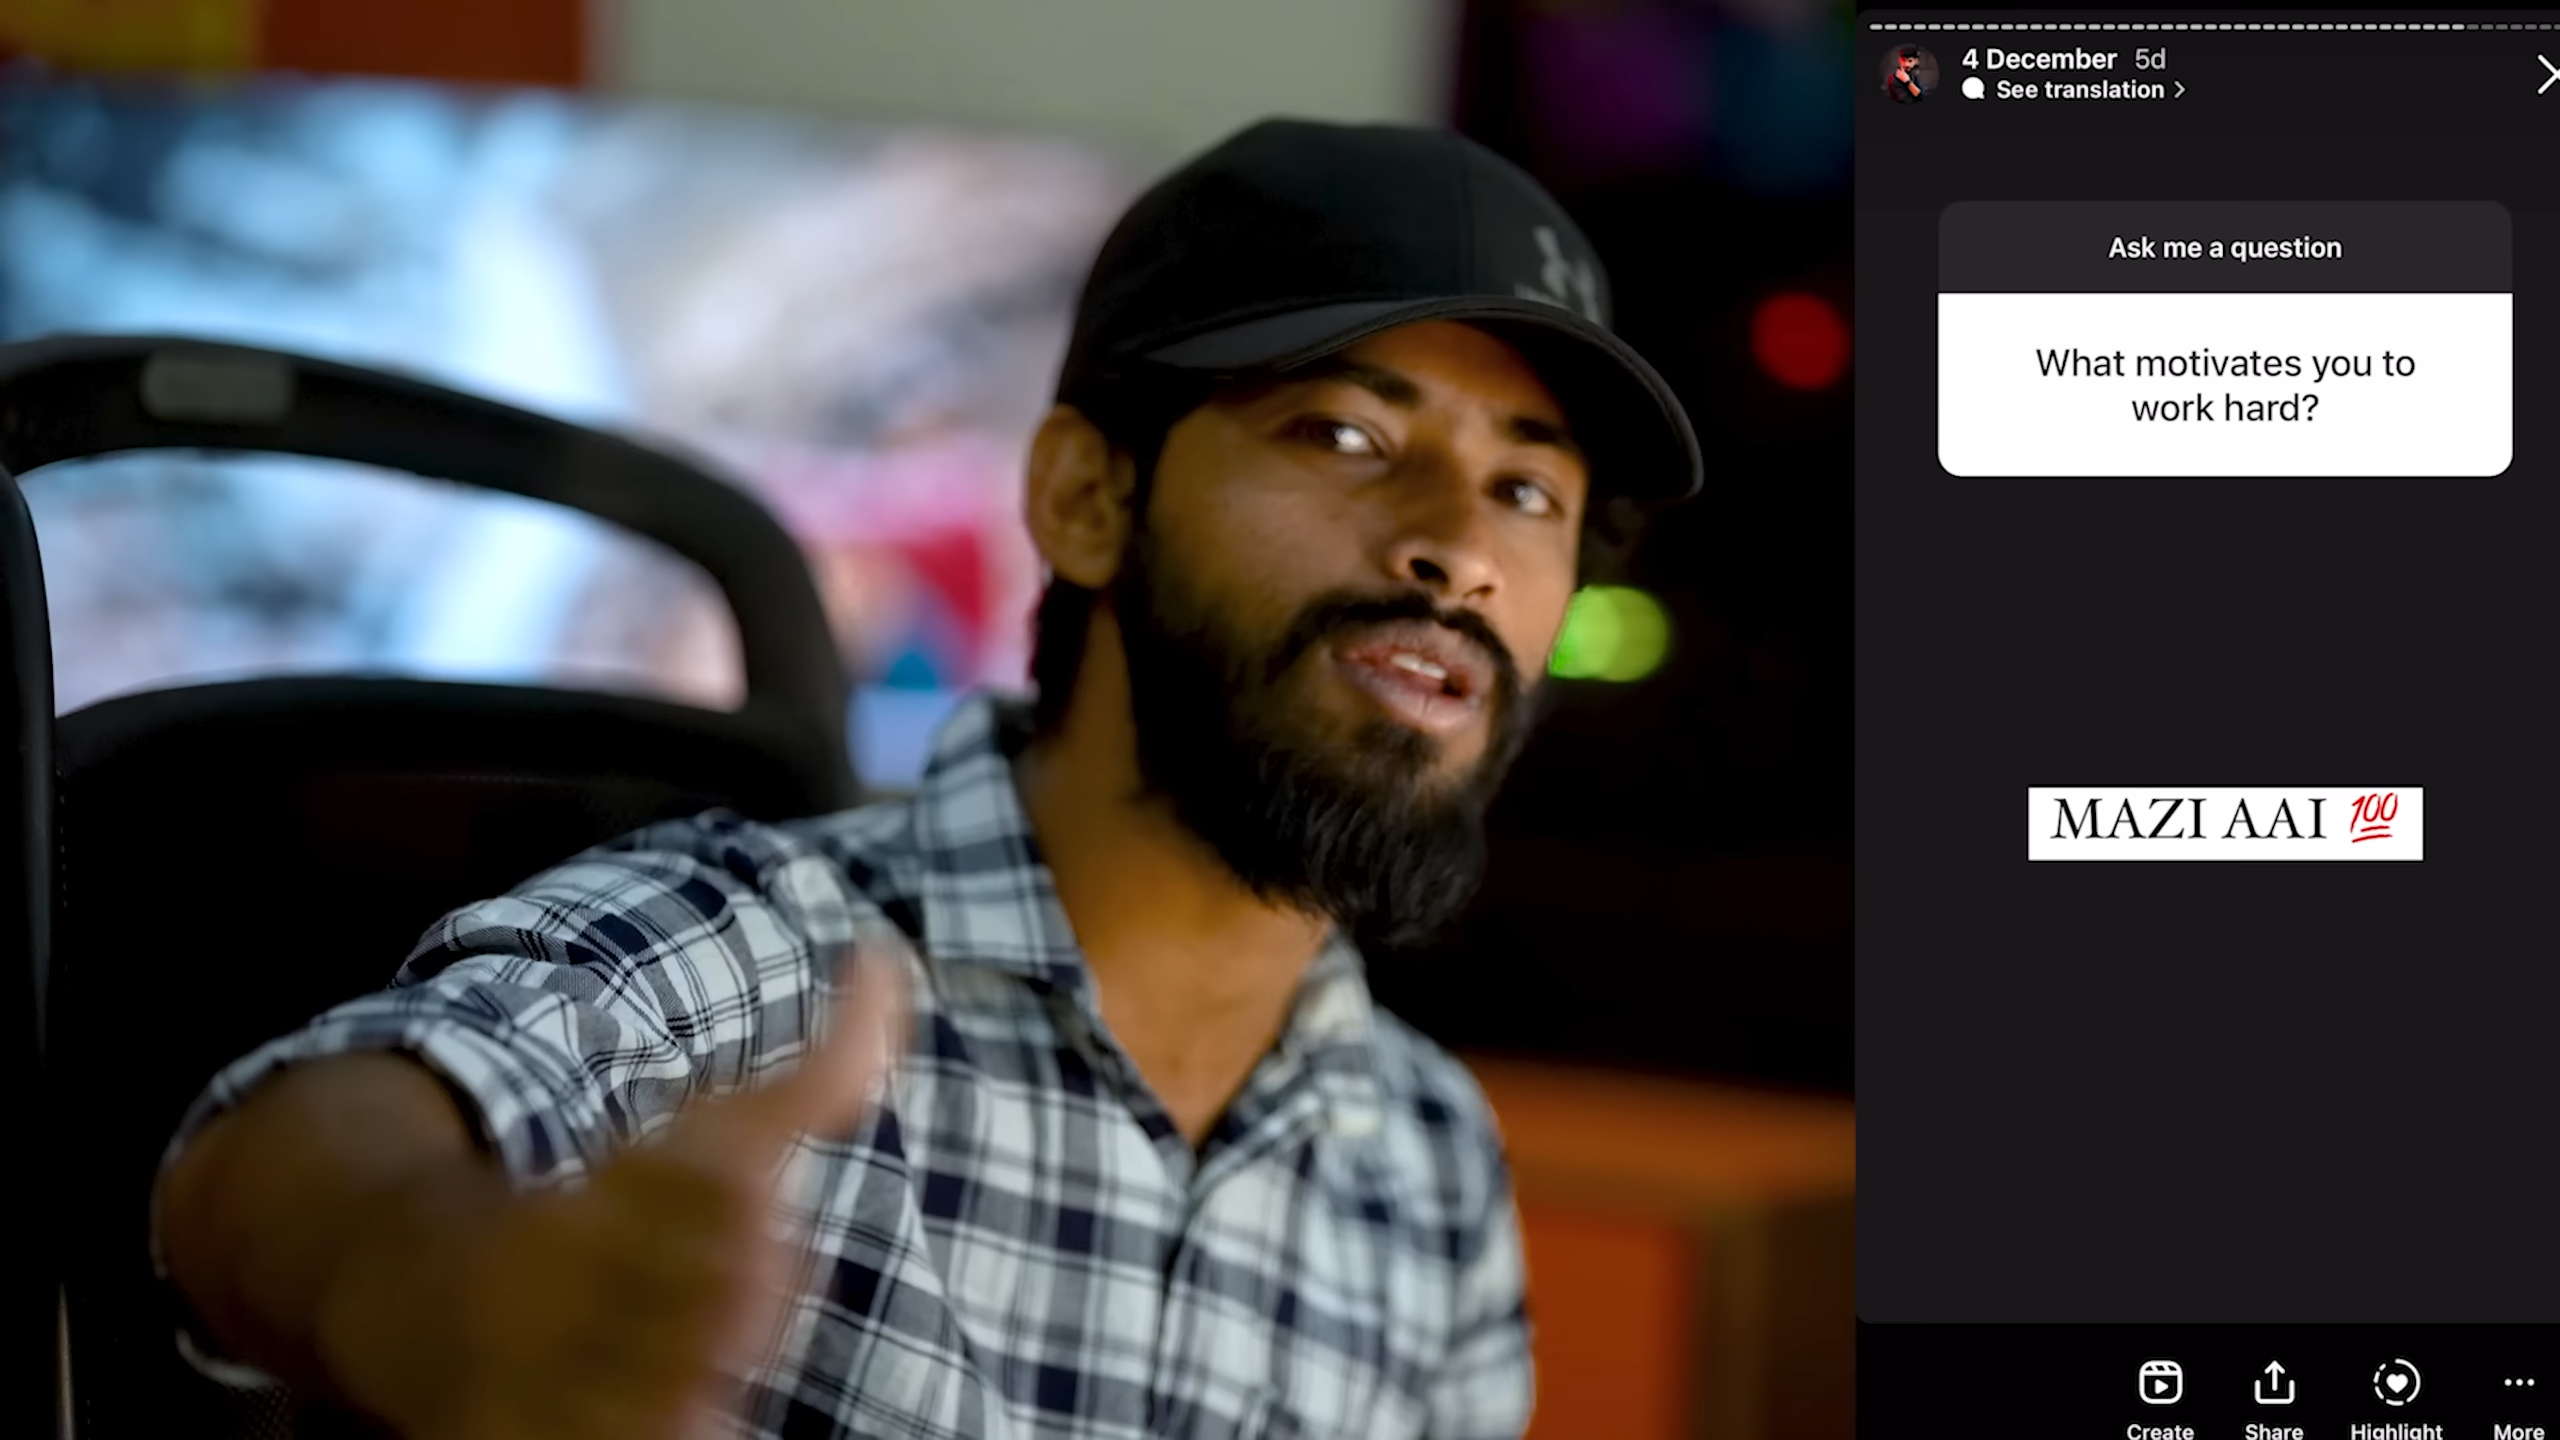 4 December 5d
See translation >
Ask me a question
What motivates you to
work hard?
MAZI AAI 💯
Create Share Highlight More